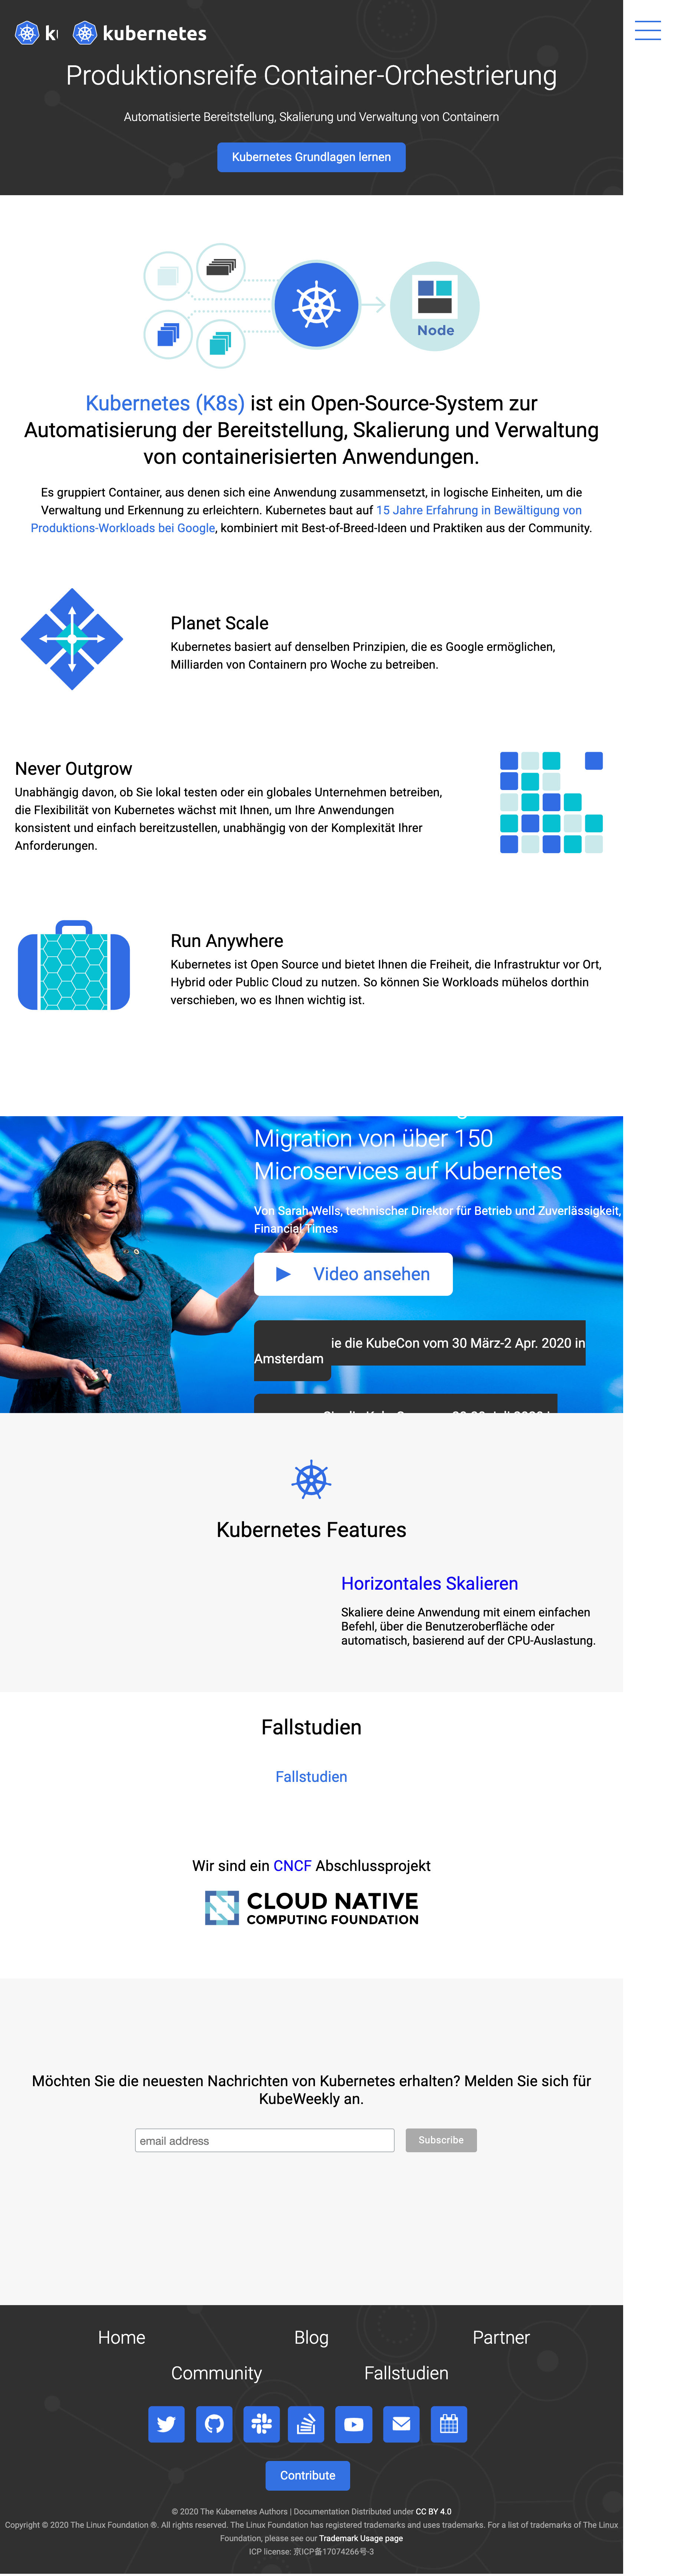 kubernetes
Produktionsreife Container-Orchestrierung
Automatisierte Bereitstellung, Skalierung und Verwaltung von Containern
Kubernetes Grundlagen lernen
Node
Kubernetes (K8s) ist ein Open-Source-System zur
Automatisierung der Bereitstellung, Skalierung und Verwaltung
von containerisierten Anwendungen.
Es gruppiert Container, aus denen sich eine Anwendung zusammensetzt, in logische Einheiten, um die
Verwaltung und Erkennung zu erleichtern. Kubernetes baut auf 15 Jahre Erfahrung in Bewältigung von
Produktions-Workloads bei Google, kombiniert mit Best-of-Breed-Ideen und Praktiken aus der Community.
Planet Scale
Kubernetes basiert auf denselben Prinzipien, die es Google ermöglichen,
Milliarden von Containern pro Woche zu betreiben.
Never Outgrow
Unabhängig davon, ob Sie lokal testen oder ein globales Unternehmen betreiben,
die Flexibilität von Kubernetes wächst mit Ihnen, um Ihre Anwendungen
konsistent und einfach bereitzustellen, unabhängig von der Komplexität Ihrer
Anforderungen.
Run Anywhere
Kubernetes ist Open Source und bietet Ihnen die Freiheit, die Infrastruktur vor Ort,
Hybrid oder Public Cloud zu nutzen. So können Sie Workloads mühelos dorthin
verschieben, wo es Ihnen wichtig ist.
Migration von über 150
Microservices auf Kubernetes
Von Sarah Wells, technischer Direktor für Betrieb und Zuverlässigkeit,
Financial Times
Video ansehen
ie die KubeCon vom 30 März-2 Apr. 2020 in
Amsterdam
Kubernetes Features
Horizontales Skalieren
Skaliere deine Anwendung mit einem einfachen
Befehl, über die Benutzeroberfläche oder
automatisch, basierend auf der CPU-Auslastung.
Fallstudien
Fallstudien
Wir sind ein CNCF Abschlussprojekt
CLOUD NATIVE
COMPUTING FOUNDATION
Möchten Sie die neuesten Nachrichten von Kubernetes erhalten? Melden Sie sich für
KubeWeekly an.
email address
Subscribe
Home Blog Partner
Community Fallstudien
Contribute
© 2020 The Kubernetes Authors | Documentation Distributed under CC BY 4.0
Copyright © 2020 The Linux Foundation ®. All rights reserved. The Linux Foundation has registered trademarks and uses trademarks. For a list of trademarks of The Linux
Foundation, please see our Trademark Usage page
ICP license: 京ICP备17074266号-3